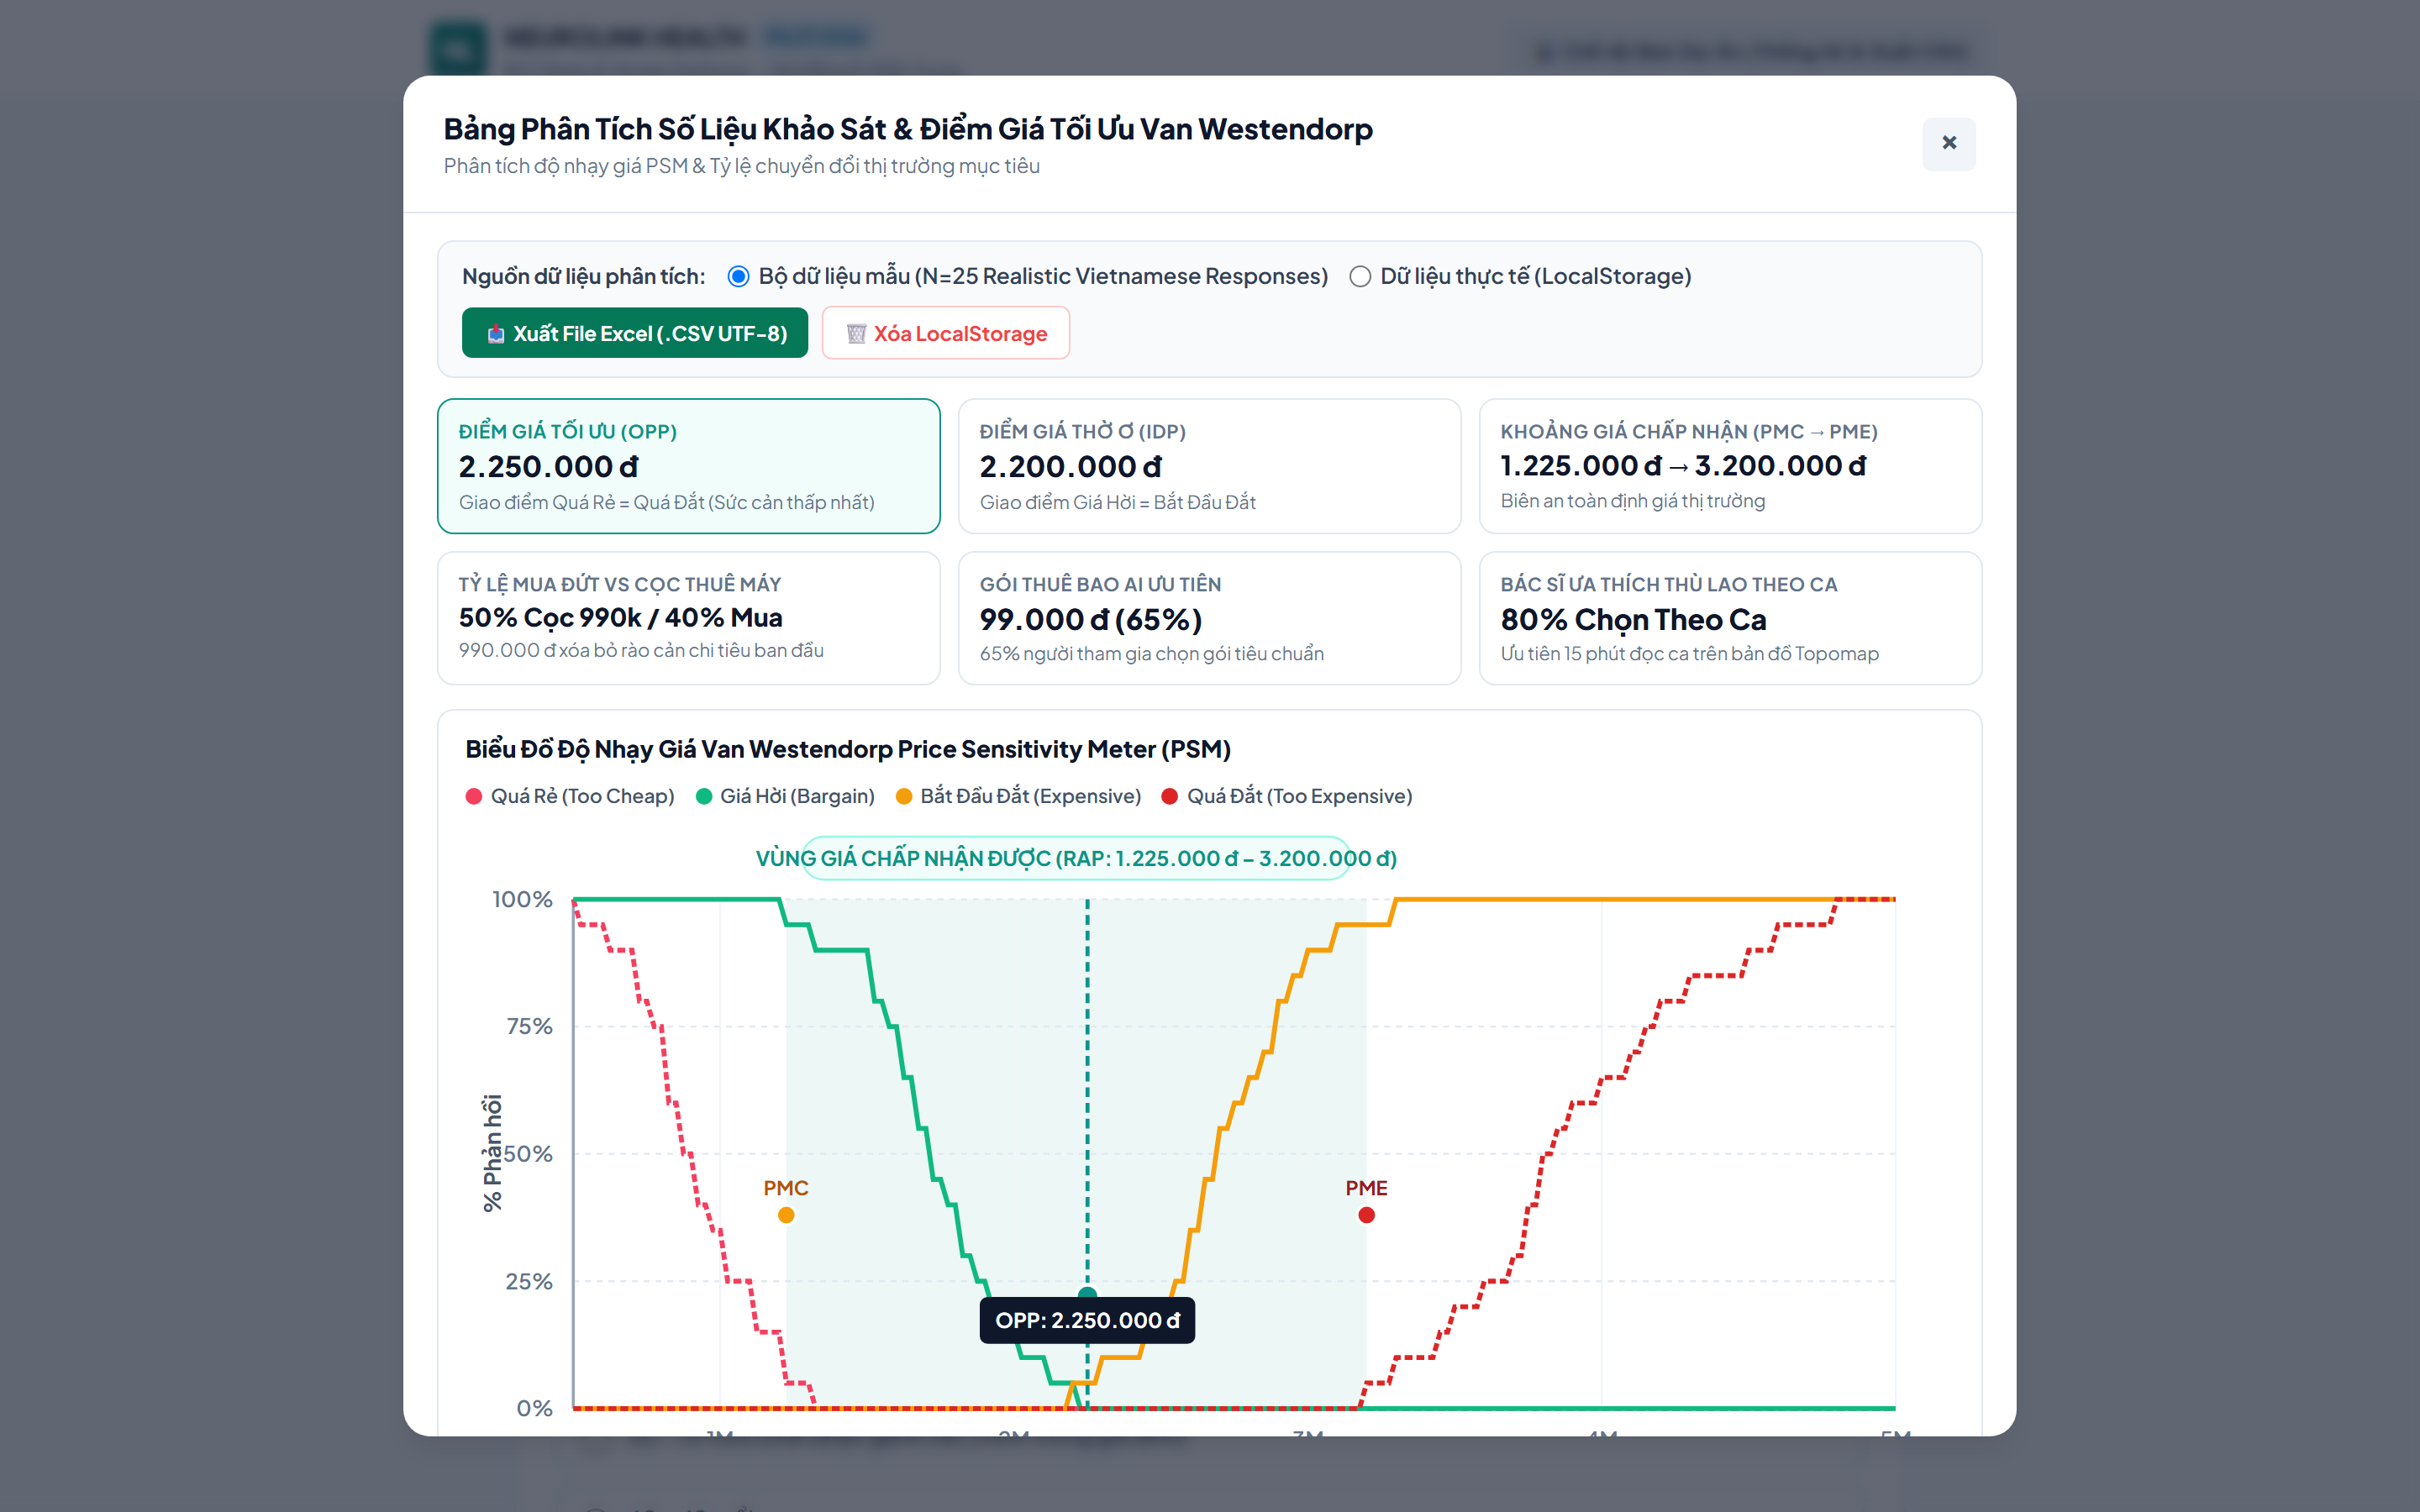 Bảng Phân Tích Số Liệu Khảo Sát & Điểm Giá Tối Ưu Van Westendorp
Phân tích độ nhạy giá PSM & Tỷ lệ chuyển đổi thị trường mục tiêu
×
Nguồn dữ liệu phân tích: Bộ dữ liệu mẫu (N=25 Realistic Vietnamese Responses) Dữ liệu thực tế (LocalStorage)
Xuất File Excel (.CSV UTF-8) Xóa LocalStorage
ĐIỂM GIÁ TỐI ƯU (OPP)
2.250.000 đ
Giao điểm Quá Rẻ = Quá Đắt (Sức cản thấp nhất)
ĐIỂM GIÁ THỜ Ơ (IDP)
2.200.000 đ
Giao điểm Giá Hời = Bắt Đầu Đắt
KHOẢNG GIÁ CHẤP NHẬN (PMC → PME)
1.225.000 đ → 3.200.000 đ
Biên an toàn định giá thị trường
TỶ LỆ MUA ĐỨT VS CỌC THUÊ MÁY
50% Cọc 990k / 40% Mua
990.000 đ xóa bỏ rào cản chi tiêu ban đầu
GÓI THUÊ BAO AI ƯU TIÊN
99.000 đ (65%)
65% người tham gia chọn gói tiêu chuẩn
BÁC SĨ ƯA THÍCH THÙ LAO THEO CA
80% Chọn Theo Ca
Ưu tiên 15 phút đọc ca trên bản đồ Topomap
Biểu Đồ Độ Nhạy Giá Van Westendorp Price Sensitivity Meter (PSM)
Quá Rẻ (Too Cheap) Giá Hời (Bargain) Bắt Đầu Đắt (Expensive) Quá Đắt (Too Expensive)
VÙNG GIÁ CHẤP NHẬN ĐƯỢC (RAP: 1.225.000 đ – 3.200.000 đ)
100%
75%
50%
25%
0%
% Phản hồi
PMC
PME
OPP: 2.250.000 đ
1M 2M 3M 4M 5M